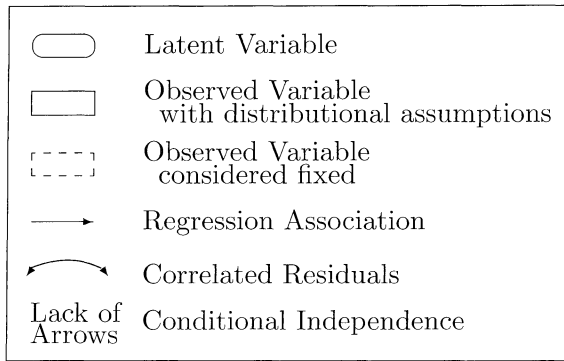 Latent Variable
Observed Variable
with distributional assumptions
Observed Variable
considered fixed
Regression Association
Correlated Residuals
Lack of
Arrows
Conditional Independence